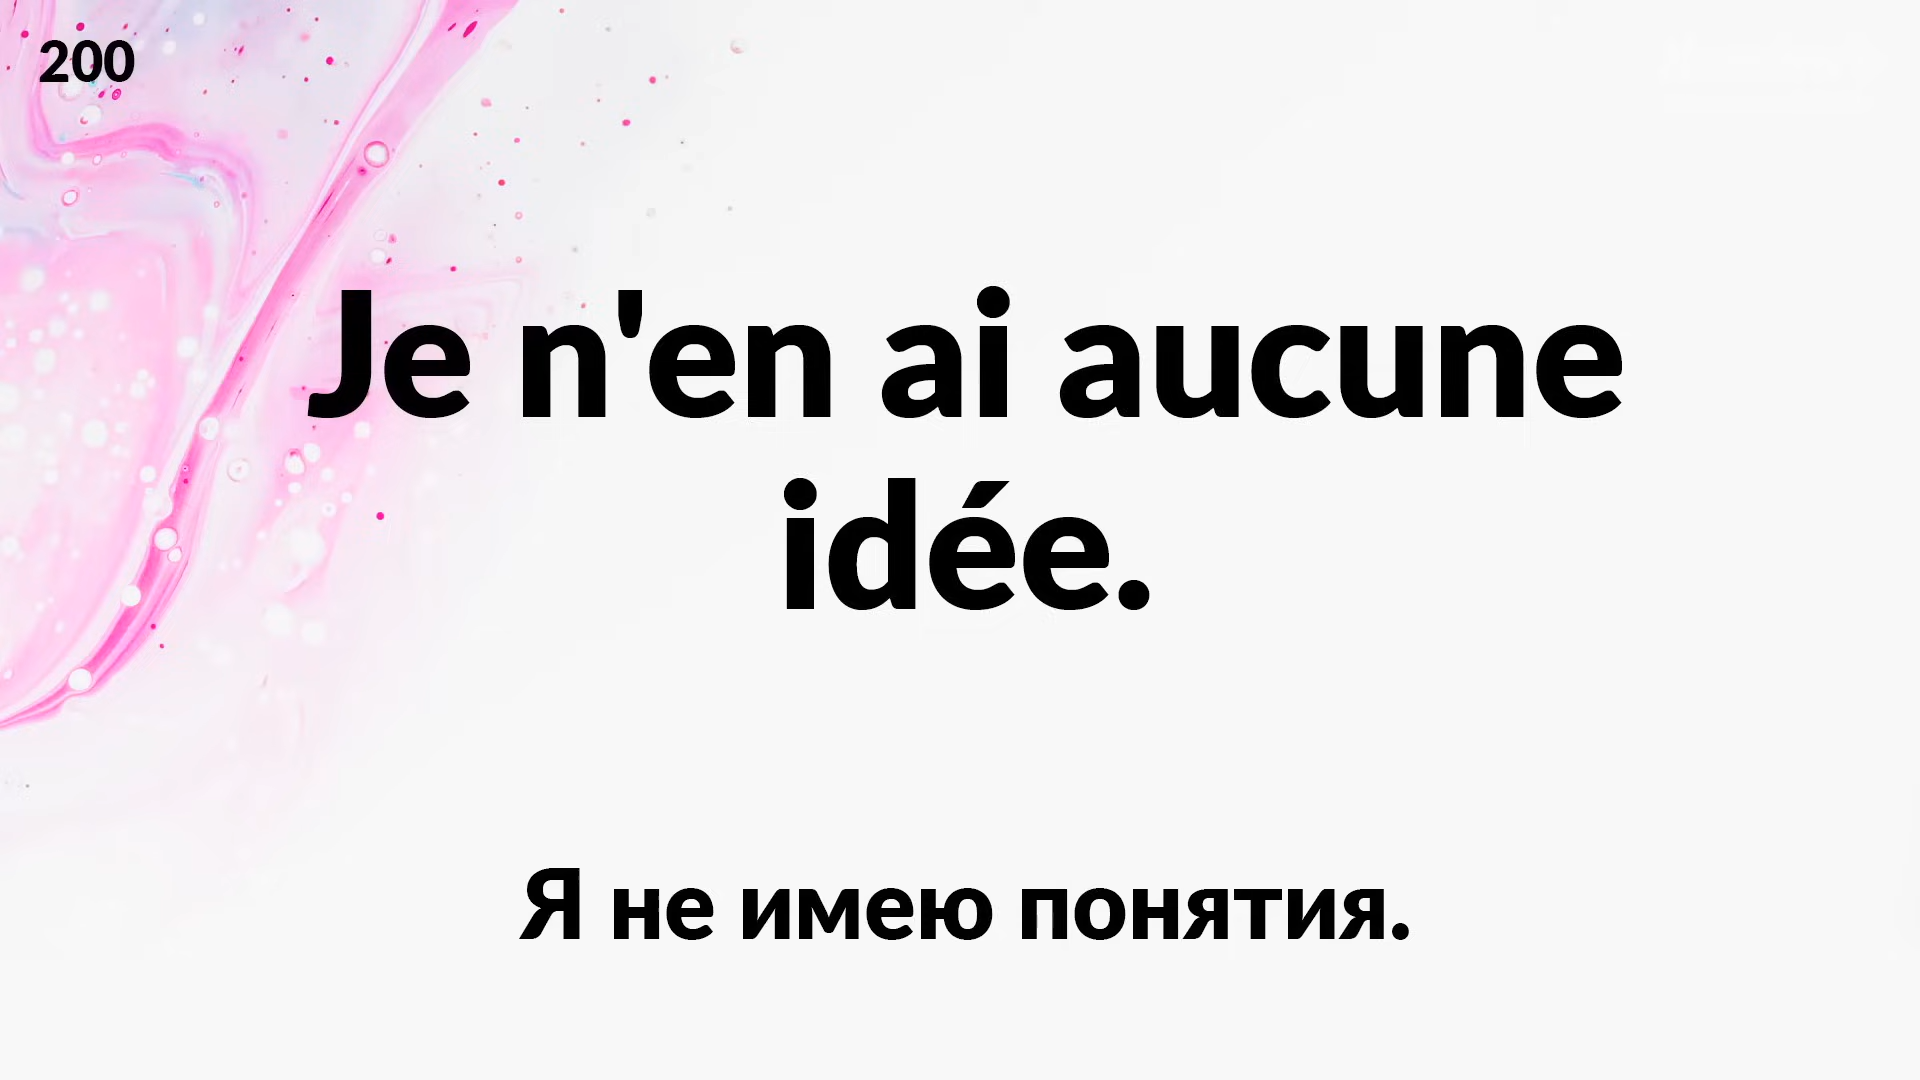 200
Je n'en ai aucune
idée.
Я не имею понятия.